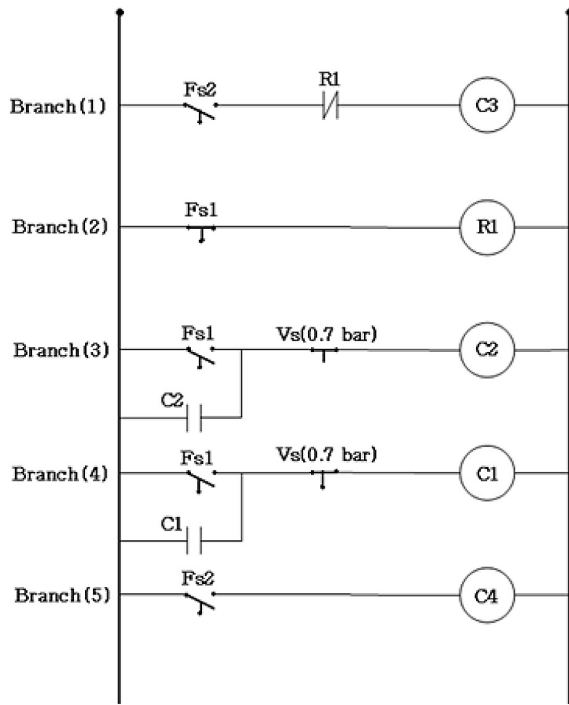 R1
Fs2
Branch(1)
C3
Fs1
Branch(2)
R1
Fs1
Vs(0.7 bar)
Branch(3)
C2
C2
Fs1
Vs(0.7 bar)
Branch(4)
C1
C1
Fs2
Branch(5)
C4